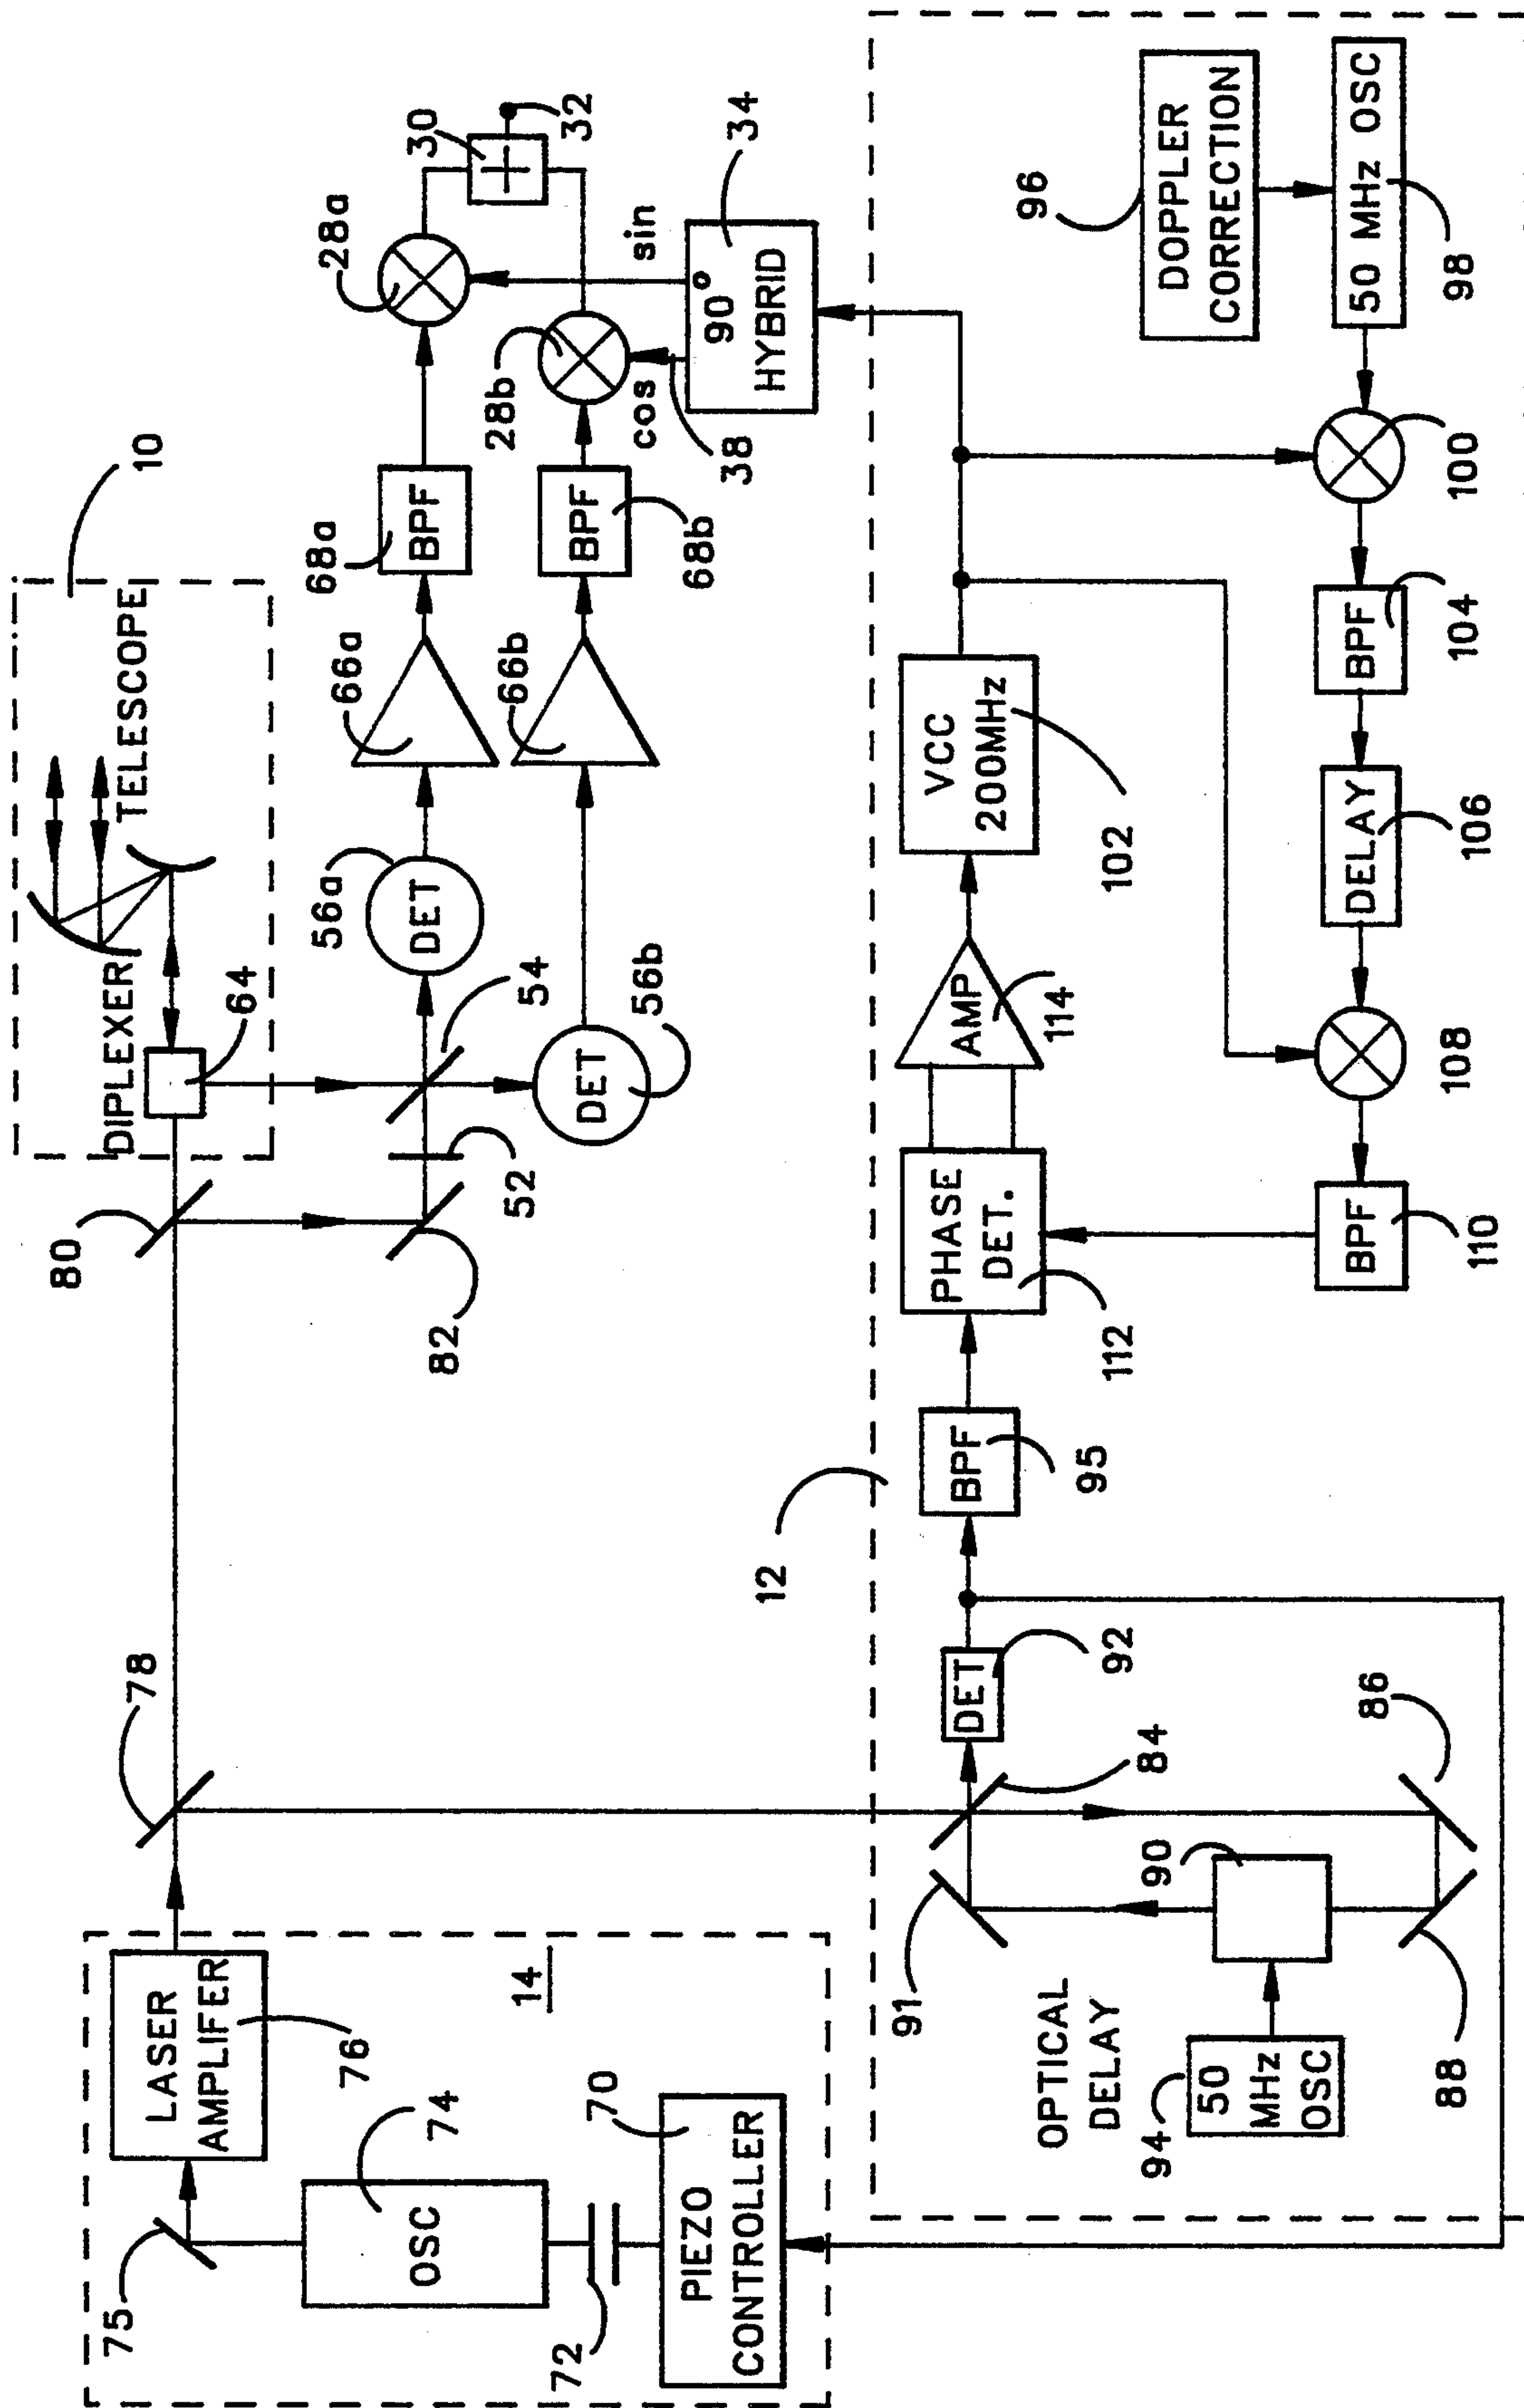 10
TELESCOPE
DIPLEXER
64
80
82
52
54
56a
DET
56b
DET
66a
66b
68a
BPF
68b
BPF
28a
28b
30
32
sin
cos
38
34
90°
HYBRID
78
14
LASER
AMPLIFER
76
75
74
OSC
72
70
PIEZO
CONTROLLER
12
96
DOPPLER
CORRECTION
50 MHz OSC
98
100
VCC
200MHz
102
BPF
104
DELAY
106
108
BPF
110
AMP
114
PHASE
DET.
112
BPF
95
DET
92
84
86
90
91
88
OPTICAL
DELAY
94
50
MHz
OSC